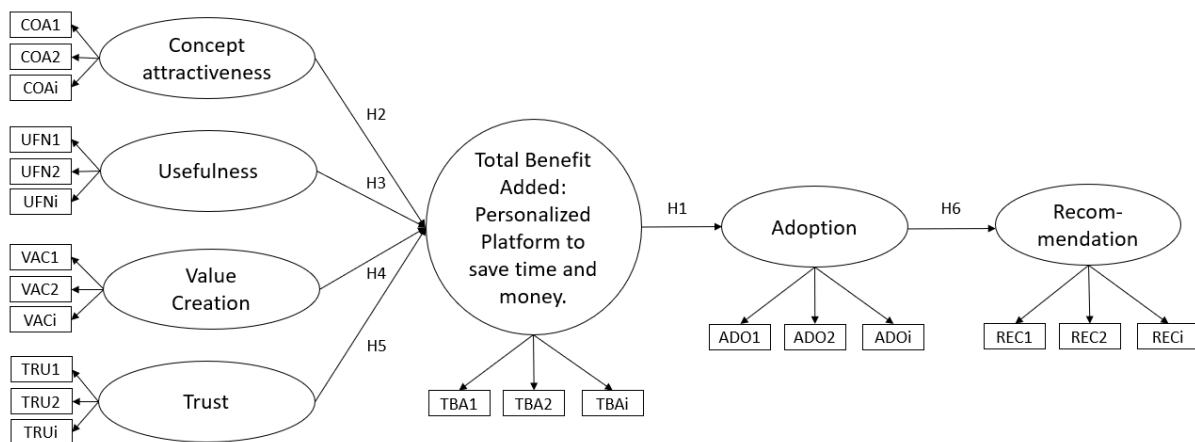 COA1
COA2
COAi
Concept
attractiveness
H2
UFN1
UFN2
UFNi
Usefulness
H3
VAC1
VAC2
VACi
Value
Creation
H4
TRU1
TRU2
TRUi
Trust
H5
Total Benefit
Added:
Personalized
Platform to
save time and
money.
TBA1
TBA2
TBAi
H1
Adoption
ADO1
ADO2
ADOi
H6
Recom-
mendation
REC1
REC2
RECi